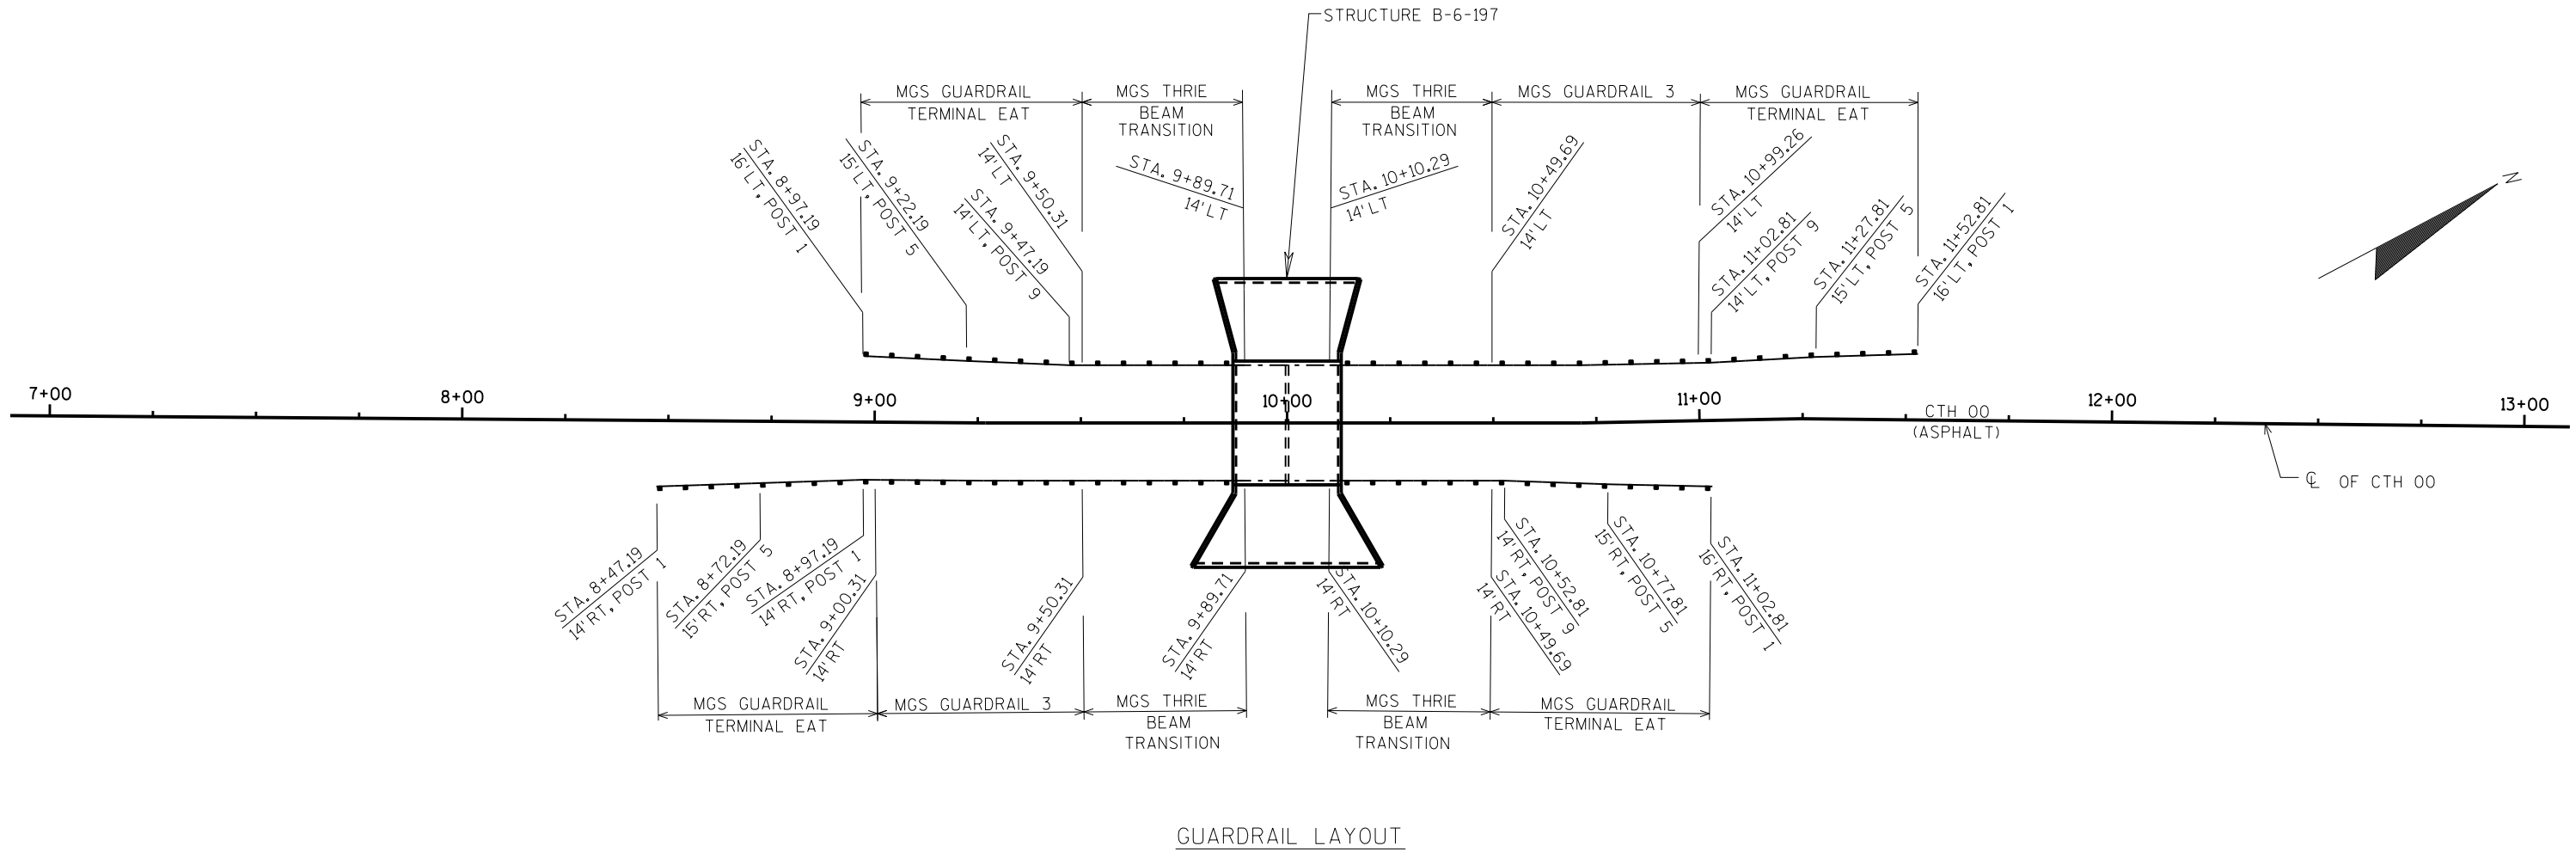 STRUCTURE B-6-197
MGS GUARDRAIL
TERMINAL EAT
MGS THRIE
BEAM
TRANSITION
MGS THRIE
BEAM
TRANSITION
MGS GUARDRAIL 3
MGS GUARDRAIL
TERMINAL EAT
STA. 8+97.19
16'LT, POST 1
STA. 9+22.19
15'LT, POST 5
STA. 9+47.19
14'LT, POST 9
STA. 9+50.31
14'LT
STA. 9+89.71
14'LT
STA. 10+10.29
14'LT
STA. 10+49.69
14'LT
STA. 10+99.26
14'LT
STA. 11+02.81
14'LT, POST 9
STA. 11+27.81
15'LT, POST 5
STA. 11+52.81
16'LT, POST 1
N
7+00
8+00
9+00
10+00
11+00
12+00
13+00
CTH OO
(ASPHALT)
℄ OF CTH OO
STA. 8+47.19
14'RT, POST 1
STA. 8+72.19
15'RT, POST 5
STA. 8+97.19
14'RT, POST 1
STA. 9+00.31
14'RT
STA. 9+50.31
14'RT
STA. 9+89.71
14'RT
STA. 10+10.29
14'RT
STA. 10+52.81
14'RT, POST 9
STA. 10+49.69
14'RT
STA. 10+77.81
15'RT, POST 5
STA. 11+02.81
16'RT, POST 1
MGS GUARDRAIL
TERMINAL EAT
MGS GUARDRAIL 3
MGS THRIE
BEAM
TRANSITION
MGS THRIE
BEAM
TRANSITION
MGS GUARDRAIL
TERMINAL EAT
GUARDRAIL LAYOUT